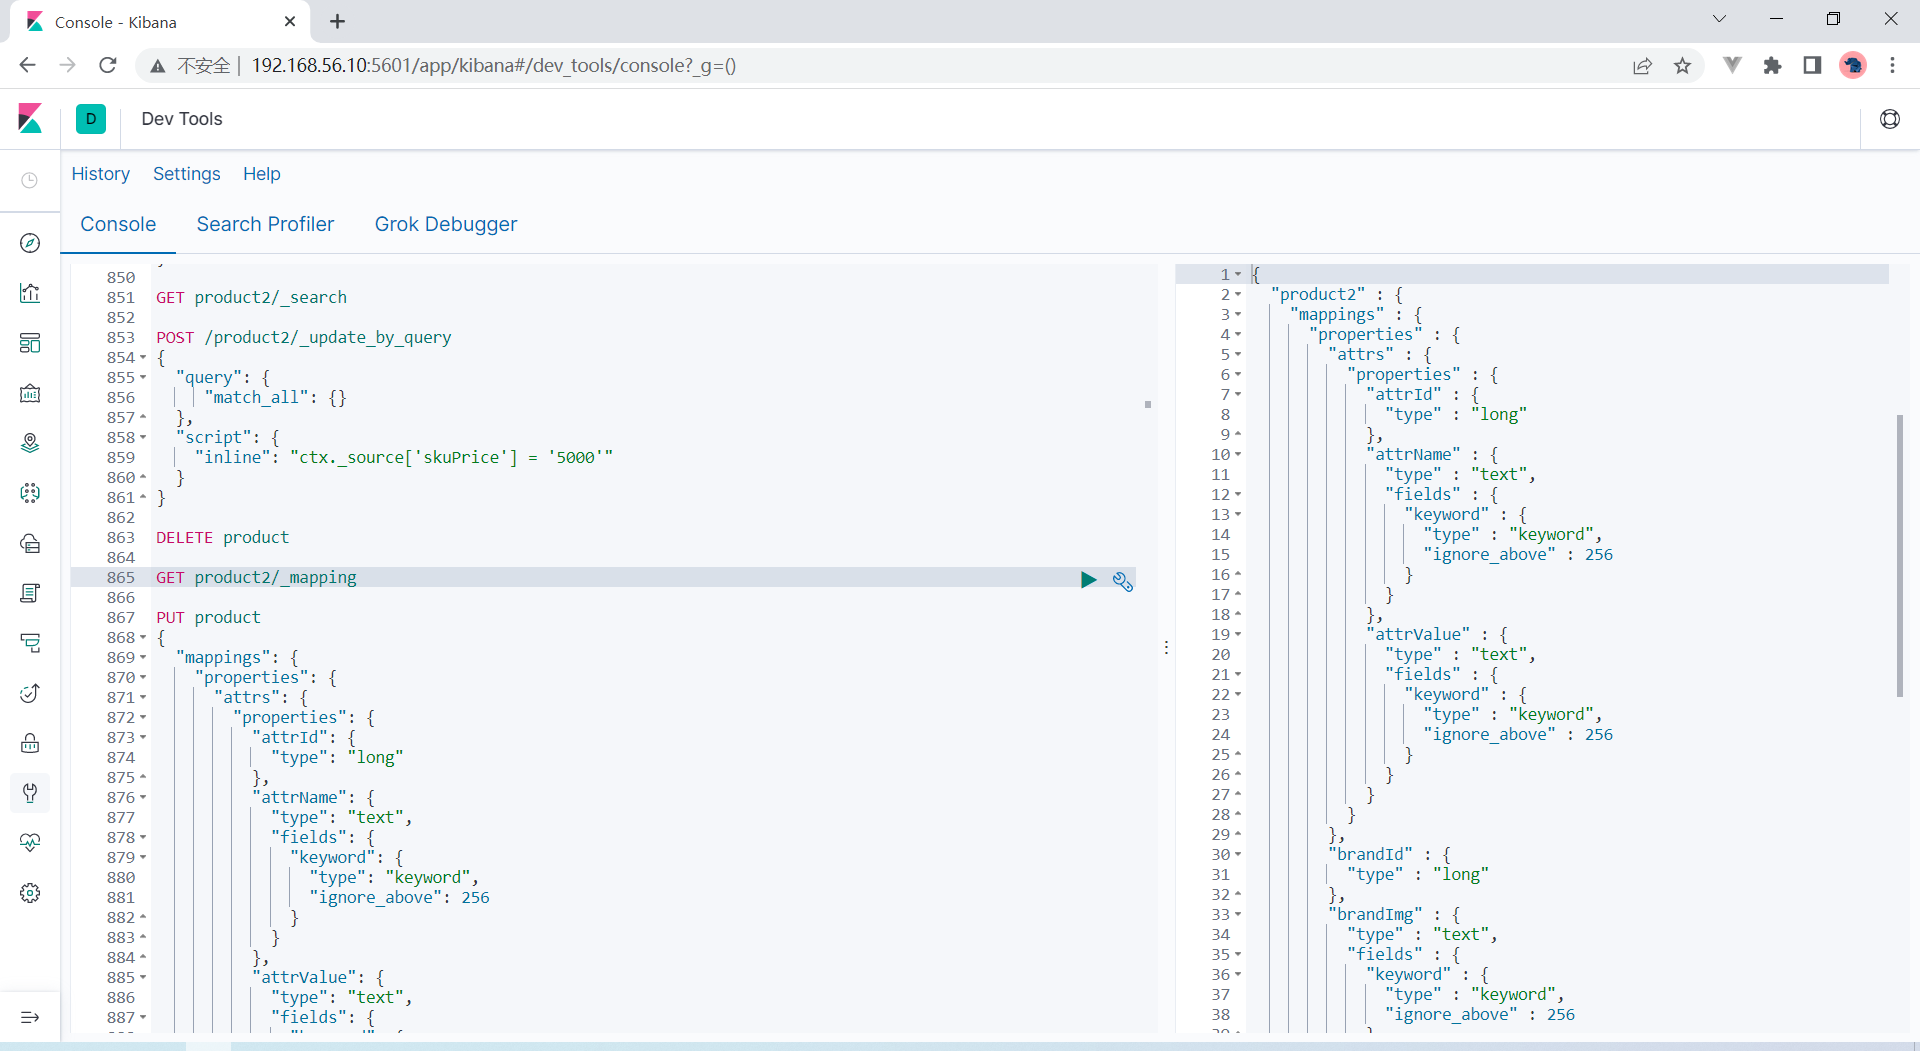 Console - Kibana
不安全
192.168.56.10:5601/app/kibana#/dev_tools/console?_g=()
D
Dev Tools
History Settings Help
Console Search Profiler Grok Debugger
850
851 GET product2/_search
852
853 POST /product2/_update_by_query
854 {
855 "query": {
856 "match_all": {}
857 },
858 "script": {
859 "inline": "ctx._source['skuPrice'] = '5000'"
860 }
861 }
862
863 DELETE product
864
865 GET product2/_mapping
866
867 PUT product
868 {
869 "mappings": {
870 "properties": {
871 "attrs": {
872 "properties": {
873 "attrId": {
874 "type": "long"
875 },
876 "attrName": {
877 "type": "text",
878 "fields": {
879 "keyword": {
880 "type": "keyword",
881 "ignore_above": 256
882 }
883 }
884 },
885 "attrValue": {
886 "type": "text",
887 "fields": {
1 {
2 "product2" : {
3 "mappings" : {
4 "properties" : {
5 "attrs" : {
6 "properties" : {
7 "attrId" : {
8 "type" : "long"
9 },
10 "attrName" : {
11 "type" : "text",
12 "fields" : {
13 "keyword" : {
14 "type" : "keyword",
15 "ignore_above" : 256
16 }
17 }
18 },
19 "attrValue" : {
20 "type" : "text",
21 "fields" : {
22 "keyword" : {
23 "type" : "keyword",
24 "ignore_above" : 256
25 }
26 }
27 }
28 }
29 },
30 "brandId" : {
31 "type" : "long"
32 },
33 "brandImg" : {
34 "type" : "text",
35 "fields" : {
36 "keyword" : {
37 "type" : "keyword",
38 "ignore_above" : 256